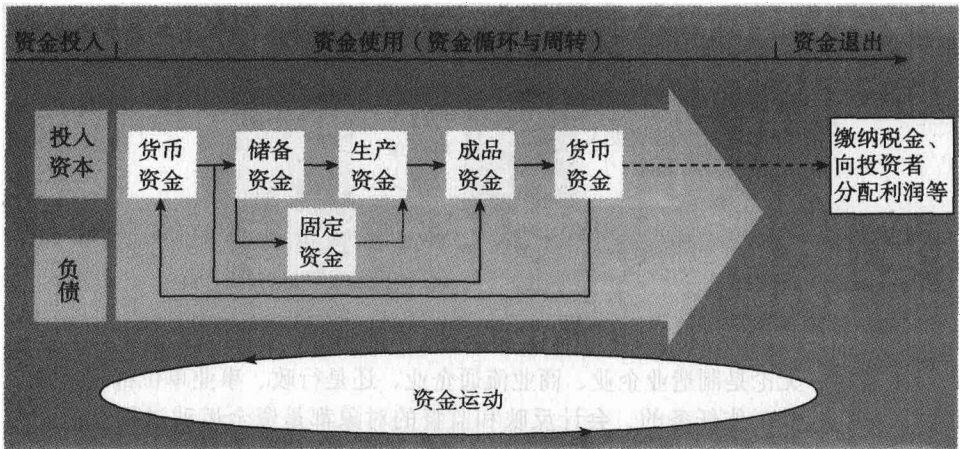 资金投入
资金使用（资金循环与周转）
资金退出
投入
资本
货币
资金
储备
资金
生产
资金
成品
资金
货币
资金
缴纳税金、
向投资者
分配利润等
固定
资金
负
债
资金运动